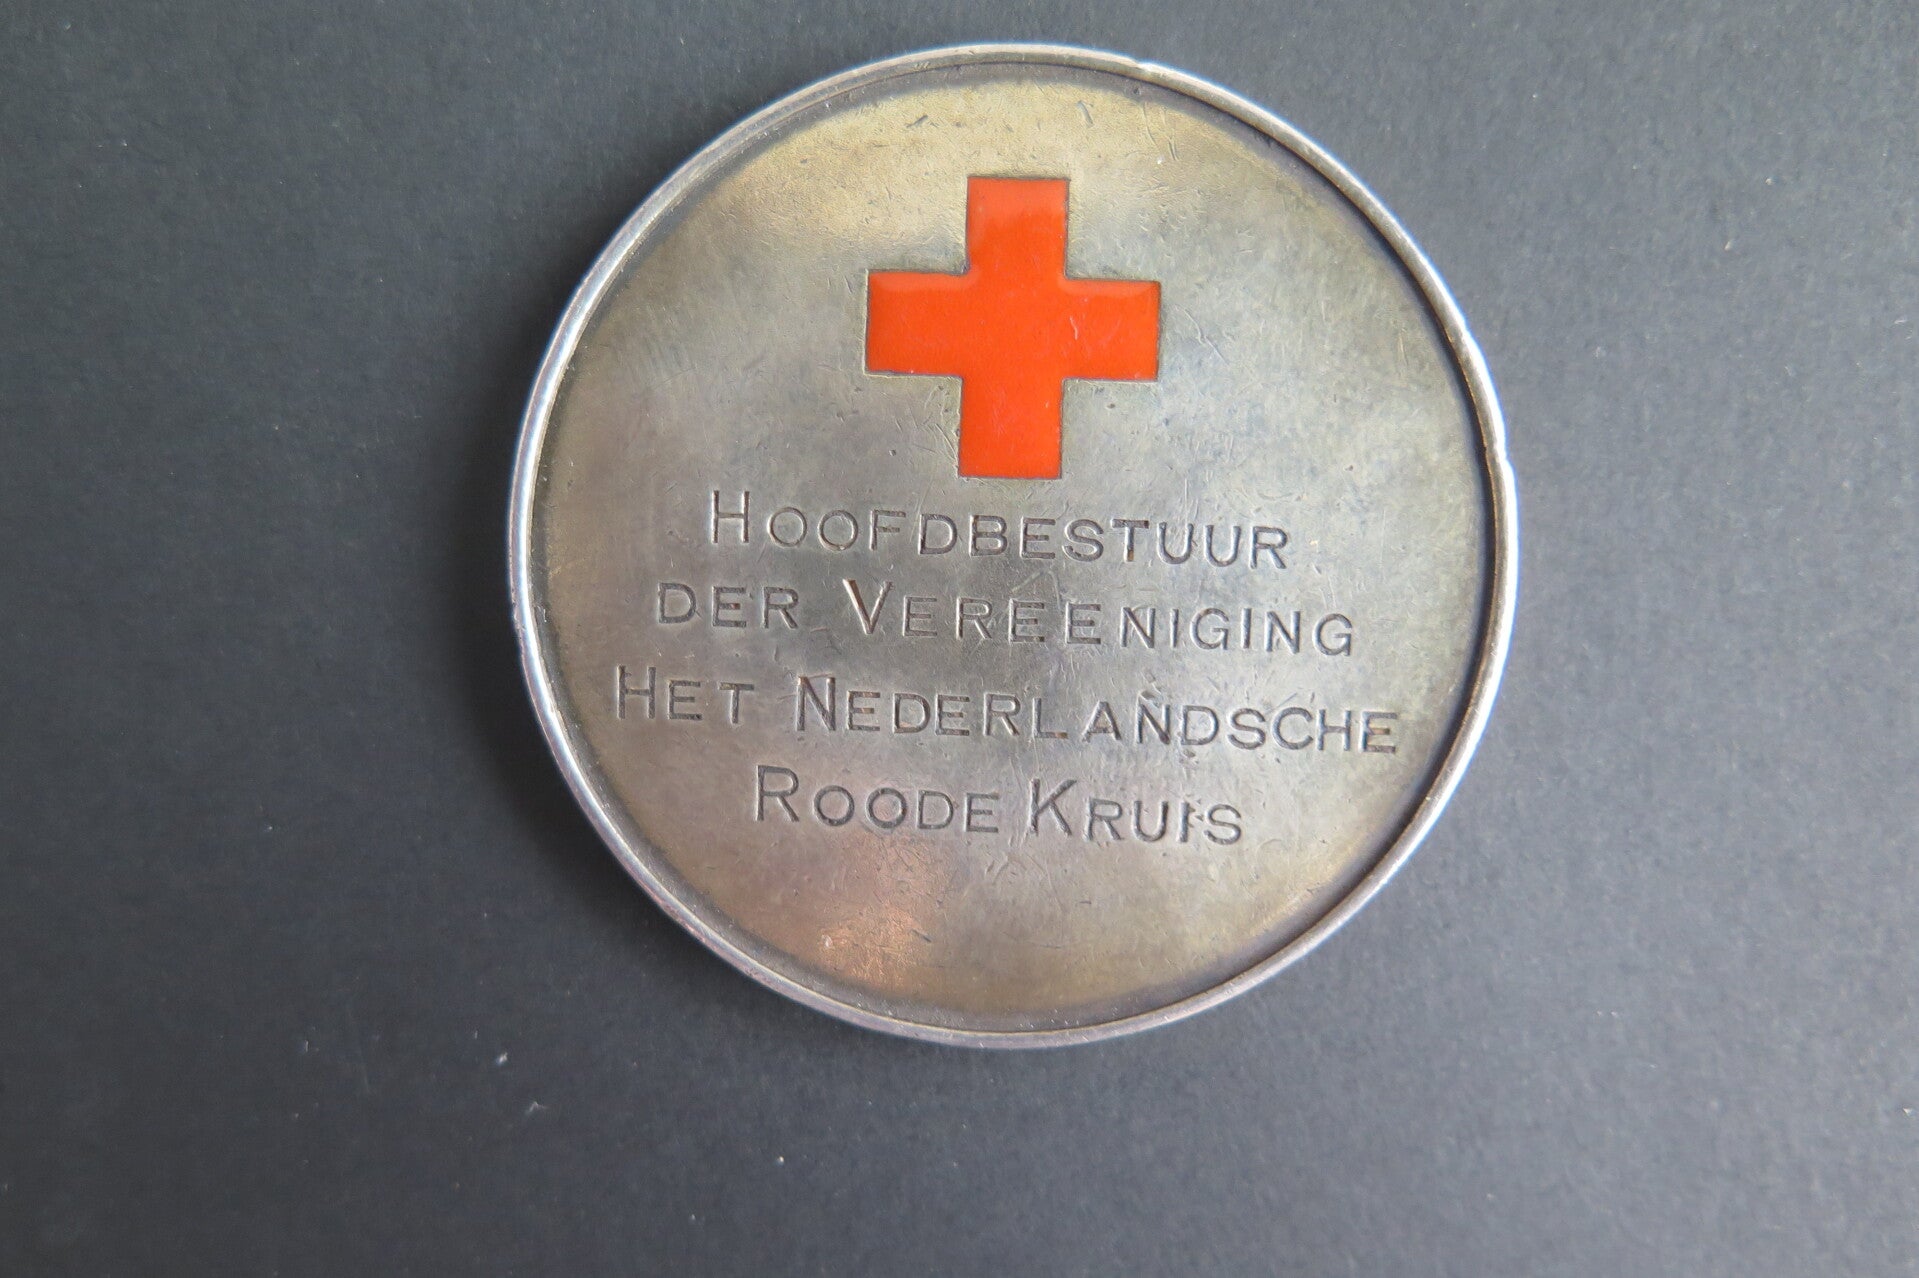 HOOFDBESTUUR
DER VEREENIGING
HET NEDERLANDSCHE
ROODE KRUIS